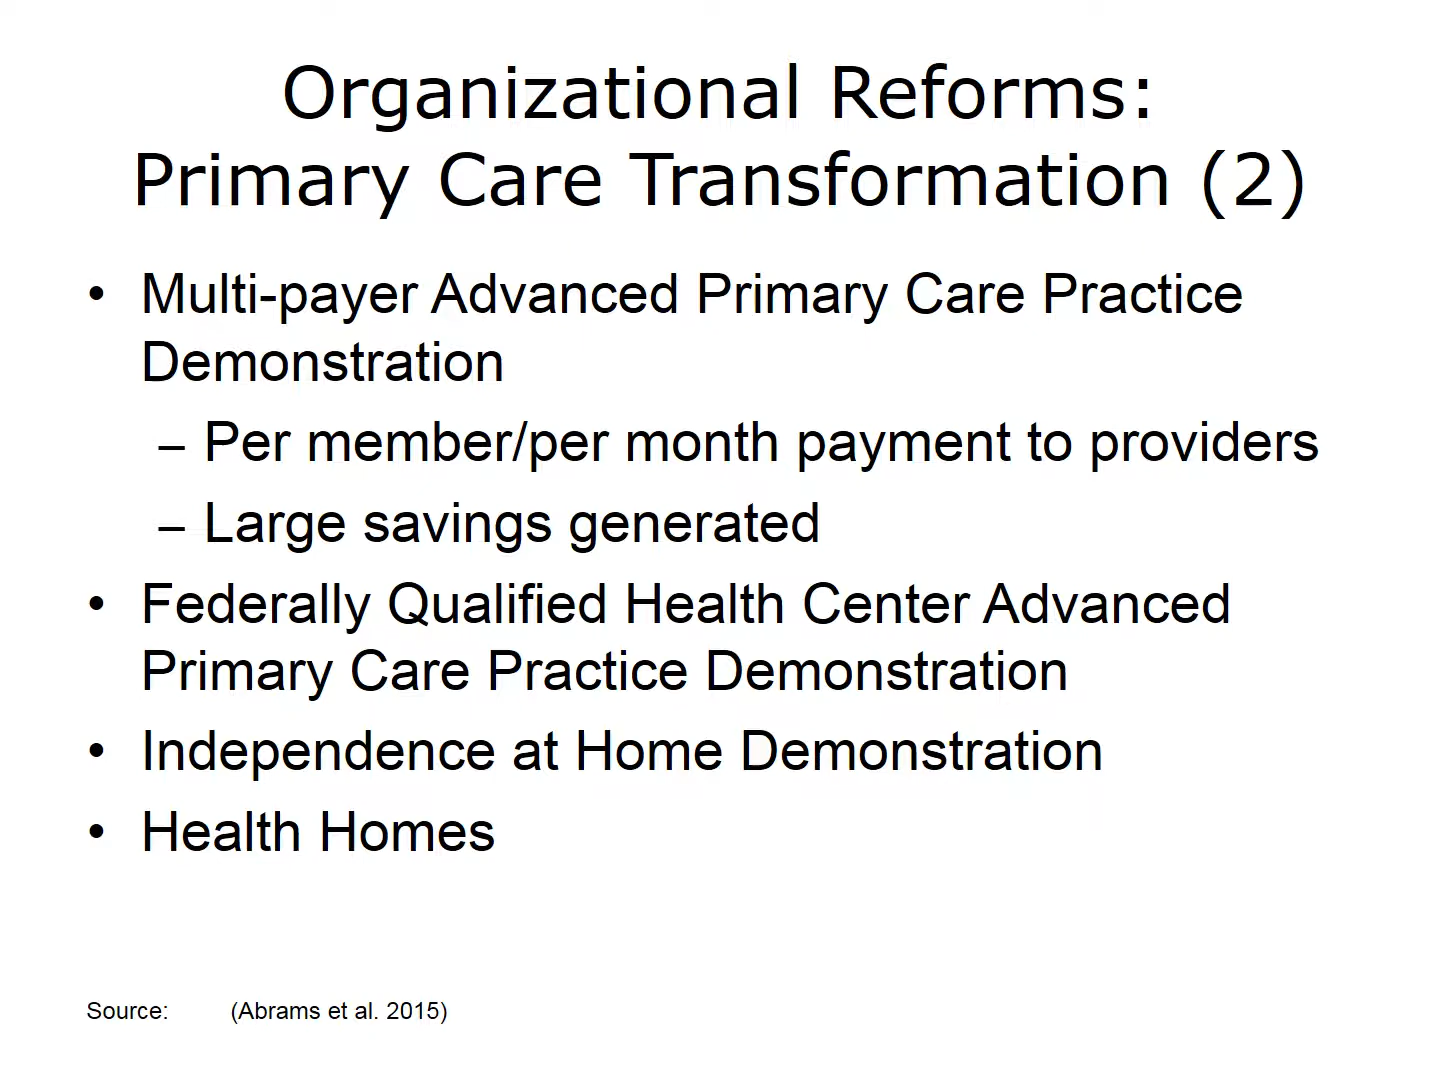 Organizational Reforms:
Primary Care Transformation (2)
• Multi-payer Advanced Primary Care Practice
Demonstration
– Per member/per month payment to providers
– Large savings generated
• Federally Qualified Health Center Advanced
Primary Care Practice Demonstration
• Independence at Home Demonstration
• Health Homes
Source: (Abrams et al. 2015)